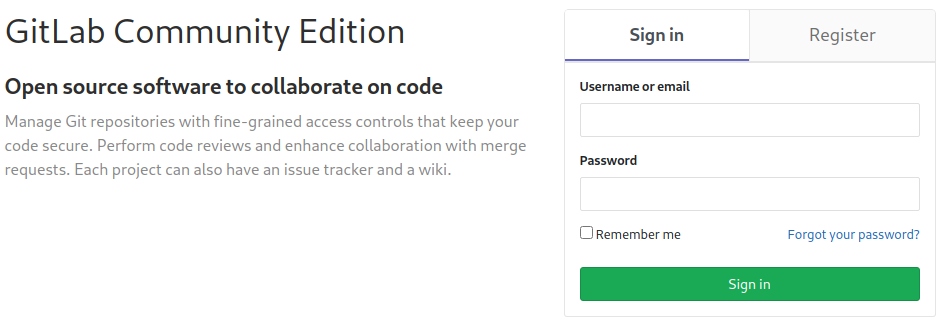 GitLab Community Edition
Open source software to collaborate on code
Manage Git repositories with fine-grained access controls that keep your
code secure. Perform code reviews and enhance collaboration with merge
requests. Each project can also have an issue tracker and a wiki.
Sign in
Register
Username or email
Password
Remember me
Forgot your password?
Sign in